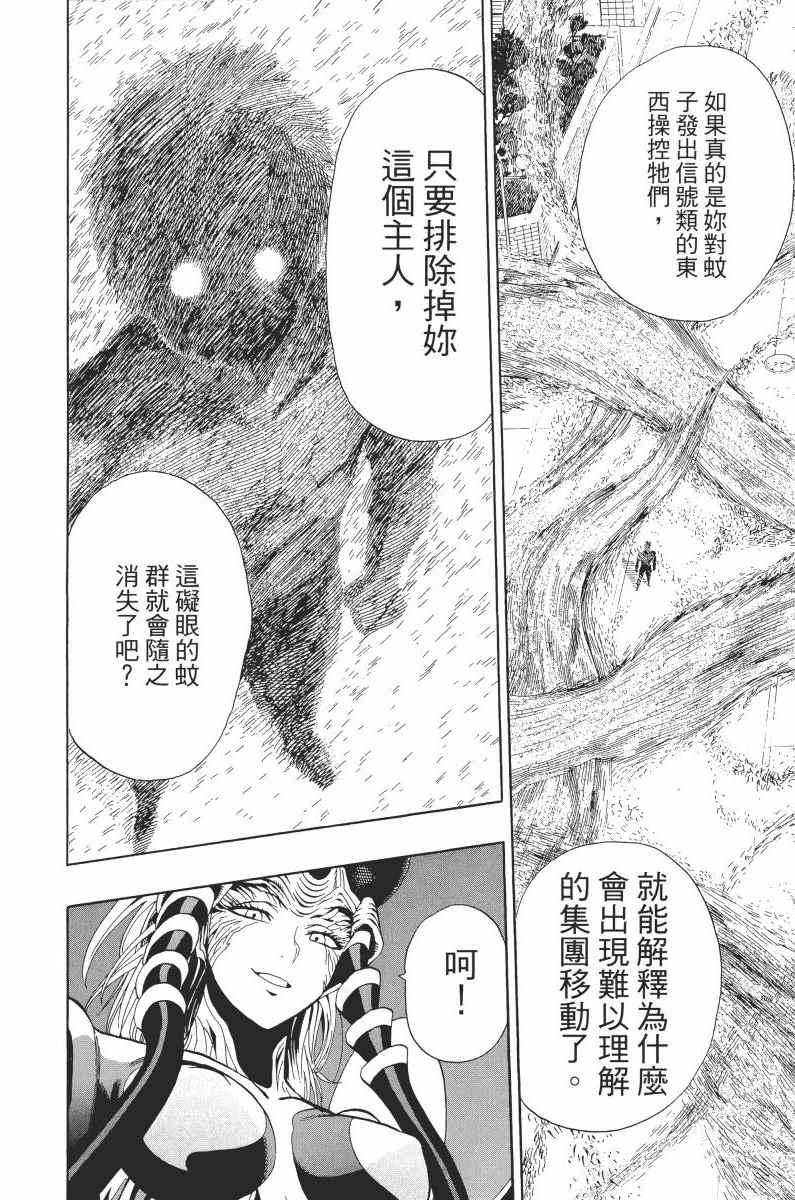 如果真的是妳對蚊
子發出信號類的東
西操控牠們，
就能解釋為什麼
會出現難以理解
的集團移動了。
只要排除掉妳
這個主人，
這礙眼的蚊
群就會隨之
消失了吧？
呵！